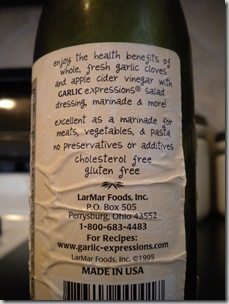 enjoy the health benefits of
whole, fresh garlic cloves
and apple cider vinegar with
GARLIC expressions® salad
dressing, marinade & more!
excellent as a marinade for
meats, vegetables, & pasta
no preservatives or additives
cholesterol free
gluten free
LarMar Foods, Inc.
P.O. Box 505
Perrysburg, Ohio 43552
1-800-683-4483
For Recipes:
www.garlic-expressions.com
LarMar Foods, Inc. ©1995
MADE IN USA